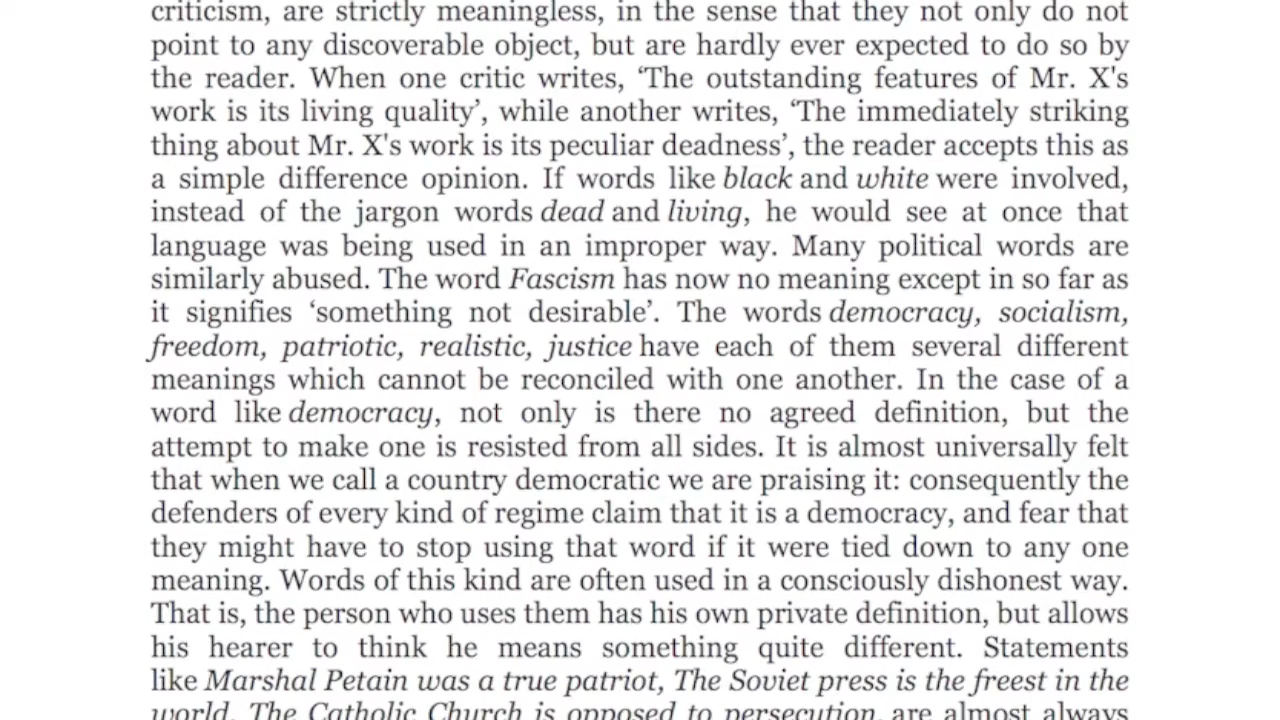 criticism, are strictly meaningless, in the sense that they not only do not
point to any discoverable object, but are hardly ever expected to do so by
the reader. When one critic writes, ‘The outstanding features of Mr. X's
work is its living quality’, while another writes, ‘The immediately striking
thing about Mr. X's work is its peculiar deadness’, the reader accepts this as
a simple difference opinion. If words like black and white were involved,
instead of the jargon words dead and living, he would see at once that
language was being used in an improper way. Many political words are
similarly abused. The word Fascism has now no meaning except in so far as
it signifies ‘something not desirable’. The words democracy, socialism,
freedom, patriotic, realistic, justice have each of them several different
meanings which cannot be reconciled with one another. In the case of a
word like democracy, not only is there no agreed definition, but the
attempt to make one is resisted from all sides. It is almost universally felt
that when we call a country democratic we are praising it: consequently the
defenders of every kind of regime claim that it is a democracy, and fear that
they might have to stop using that word if it were tied down to any one
meaning. Words of this kind are often used in a consciously dishonest way.
That is, the person who uses them has his own private definition, but allows
his hearer to think he means something quite different. Statements
like Marshal Petain was a true patriot, The Soviet press is the freest in the
world, The Catholic Church is opposed to persecution, are almost always